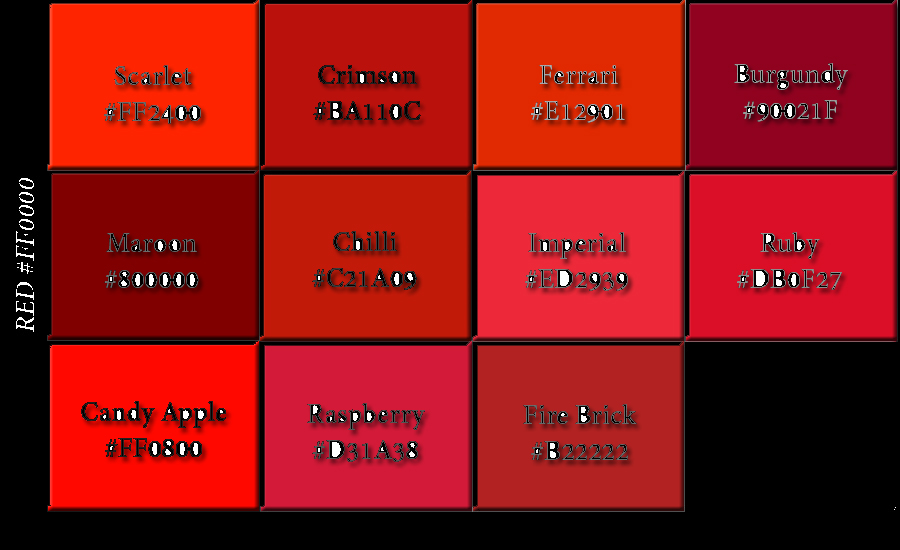 RED #FF0000
Scarlet
#FF2400
Crimson
#BA110C
Ferrari
#E12901
Burgundy
#90021F
Maroon
#800000
Chilli
#C21A09
Imperial
#ED2939
Ruby
#DB0F27
Candy Apple
#FF0800
Raspberry
#D31A38
Fire Brick
#B22222